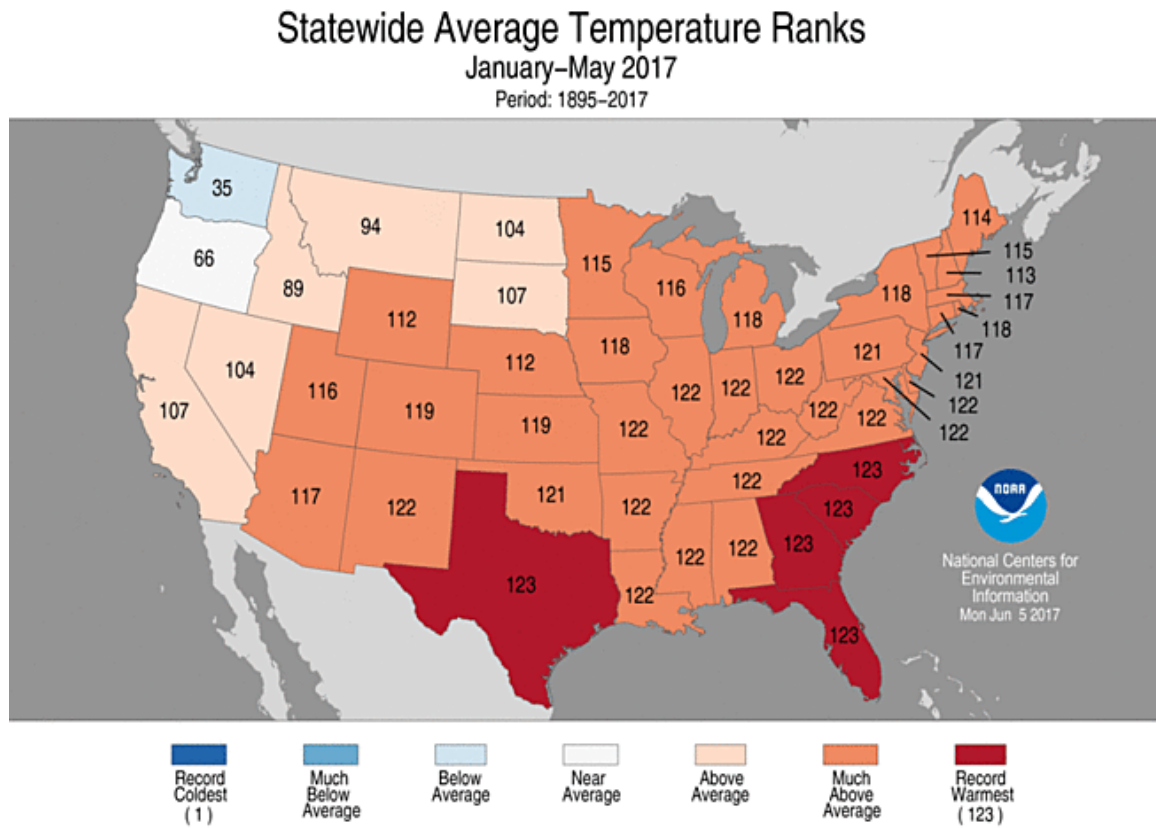 Statewide Average Temperature Ranks
January–May 2017
Period: 1895–2017
35
94
104
66
89
107
115
116
118
118
114
115
113
117
118
117
121
122
122
112
104
107
116
119
112
118
119
122
122
122
122
121
122
122
122
122
117
122
121
122
122
122
122
123
123
123
123
123
NOAA
National Centers for
Environmental
Information
Mon Jun 5 2017
Record
Coldest
( 1 )
Much
Below
Average
Below
Average
Near
Average
Above
Average
Much
Above
Average
Record
Warmest
( 123 )